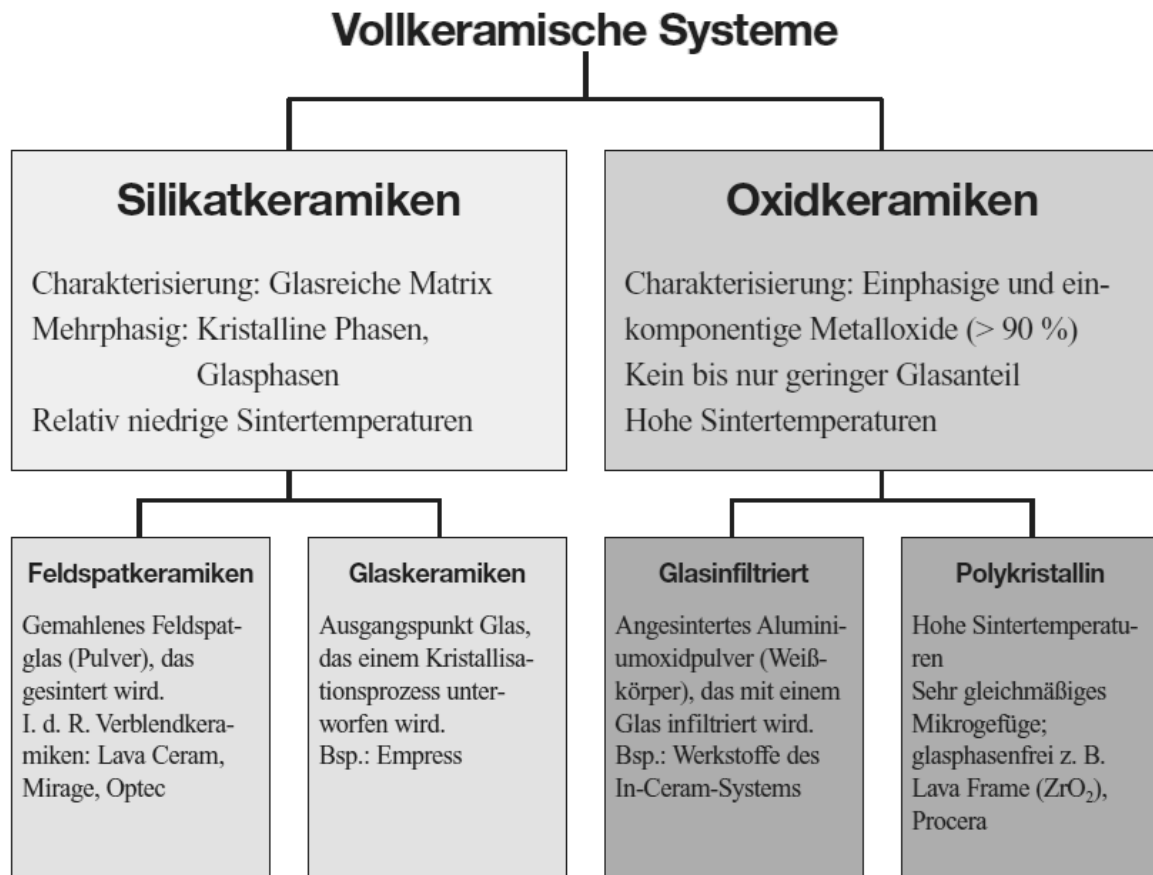 Vollkeramische Systeme
Silikatkeramiken
Charakterisierung: Glasreiche Matrix
Mehrphasig: Kristalline Phasen,
Glasphasen
Relativ niedrige Sintertemperaturen
Oxidkeramiken
Charakterisierung: Einphasige und ein-
komponentige Metalloxide (> 90 %)
Kein bis nur geringer Glasanteil
Hohe Sintertemperaturen
Feldspatkeramiken
Gemahlenes Feldspat-
glas (Pulver), das
gesintert wird.
I. d. R. Verblendkera-
miken: Lava Ceram,
Mirage, Optec
Glaskeramiken
Ausgangspunkt Glas,
das einem Kristallisa-
tionsprozess unter-
worfen wird.
Bsp.: Empress
Glasinfiltriert
Angesintertes Alumini-
umoxidpulver (Weiß-
körper), das mit einem
Glas infiltriert wird.
Bsp.: Werkstoffe des
In-Ceram-Systems
Polykristallin
Hohe Sintertemperatu-
ren
Sehr gleichmäßiges
Mikrogefüge;
glasphasenfrei z. B.
Lava Frame (ZrO₂),
Procera